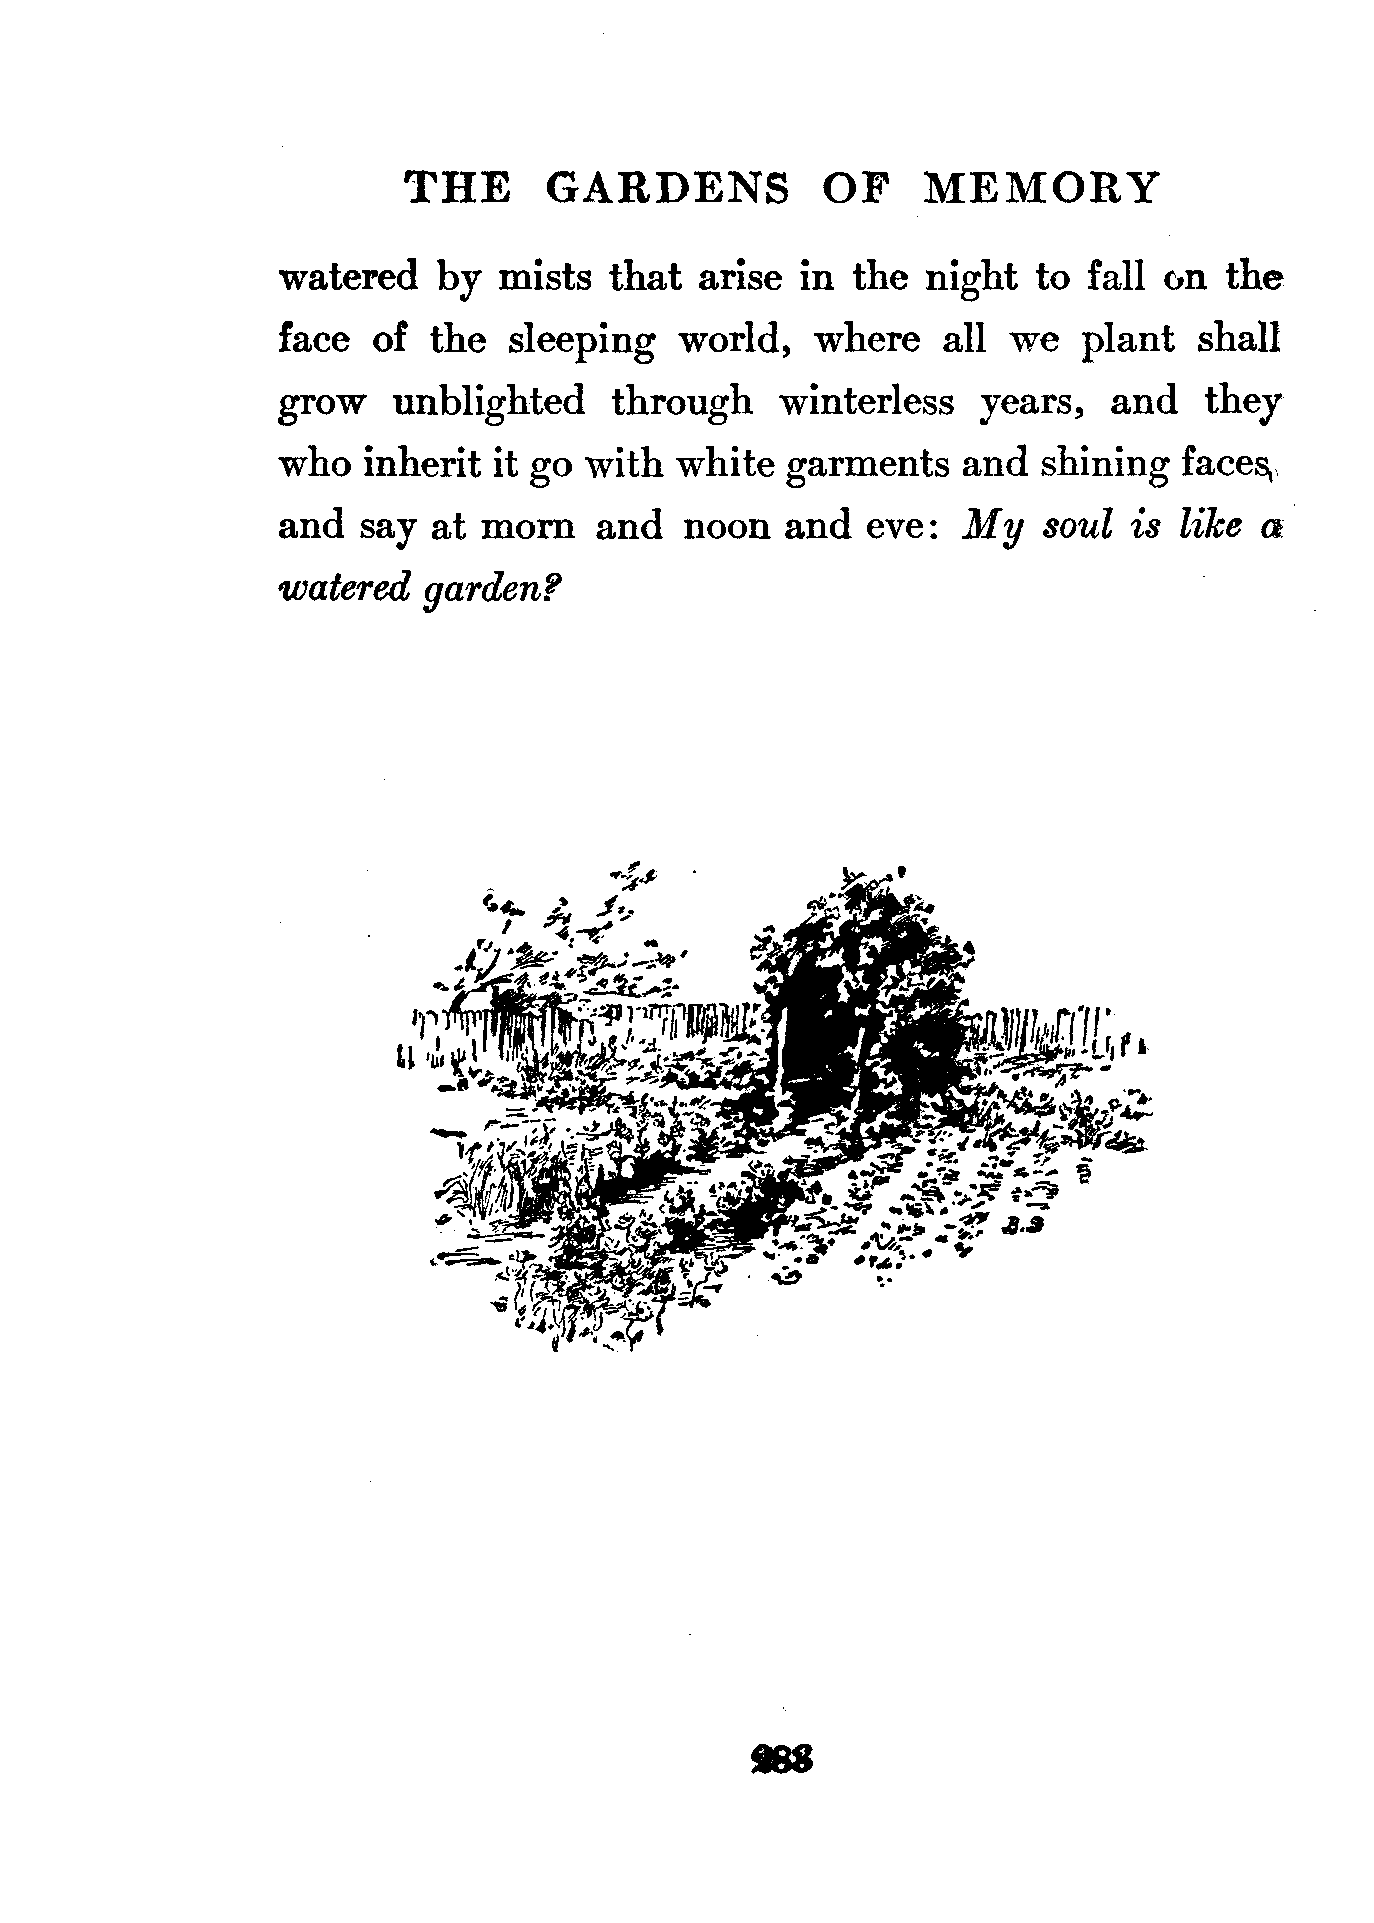 THE GARDENS OF MEMORY
watered by mists that arise in the night to fall on the
face of the sleeping world, where all we plant shall
grow unblighted through winterless years, and they
who inherit it go with white garments and shining faces,
and say at morn and noon and eve: My soul is like a
watered garden?